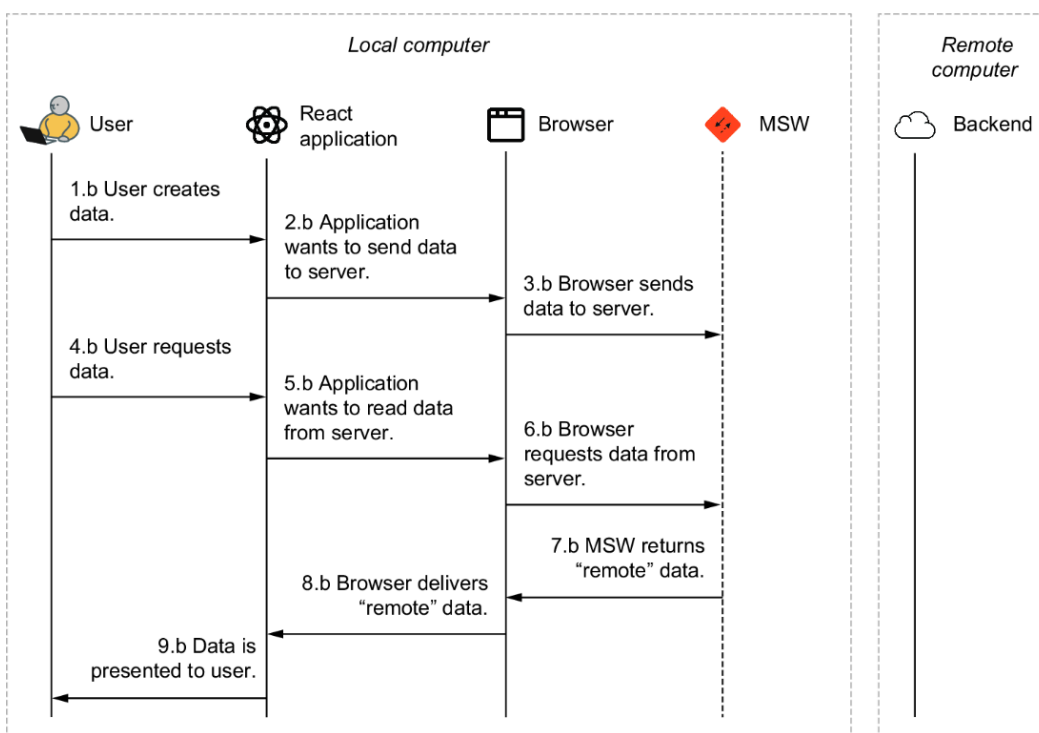 Local computer
Remote
computer
User
React
application
Browser
MSW
Backend
1.b User creates
data.
2.b Application
wants to send data
to server.
3.b Browser sends
data to server.
4.b User requests
data.
5.b Application
wants to read data
from server.
6.b Browser
requests data from
server.
7.b MSW returns
“remote” data.
8.b Browser delivers
“remote” data.
9.b Data is
presented to user.